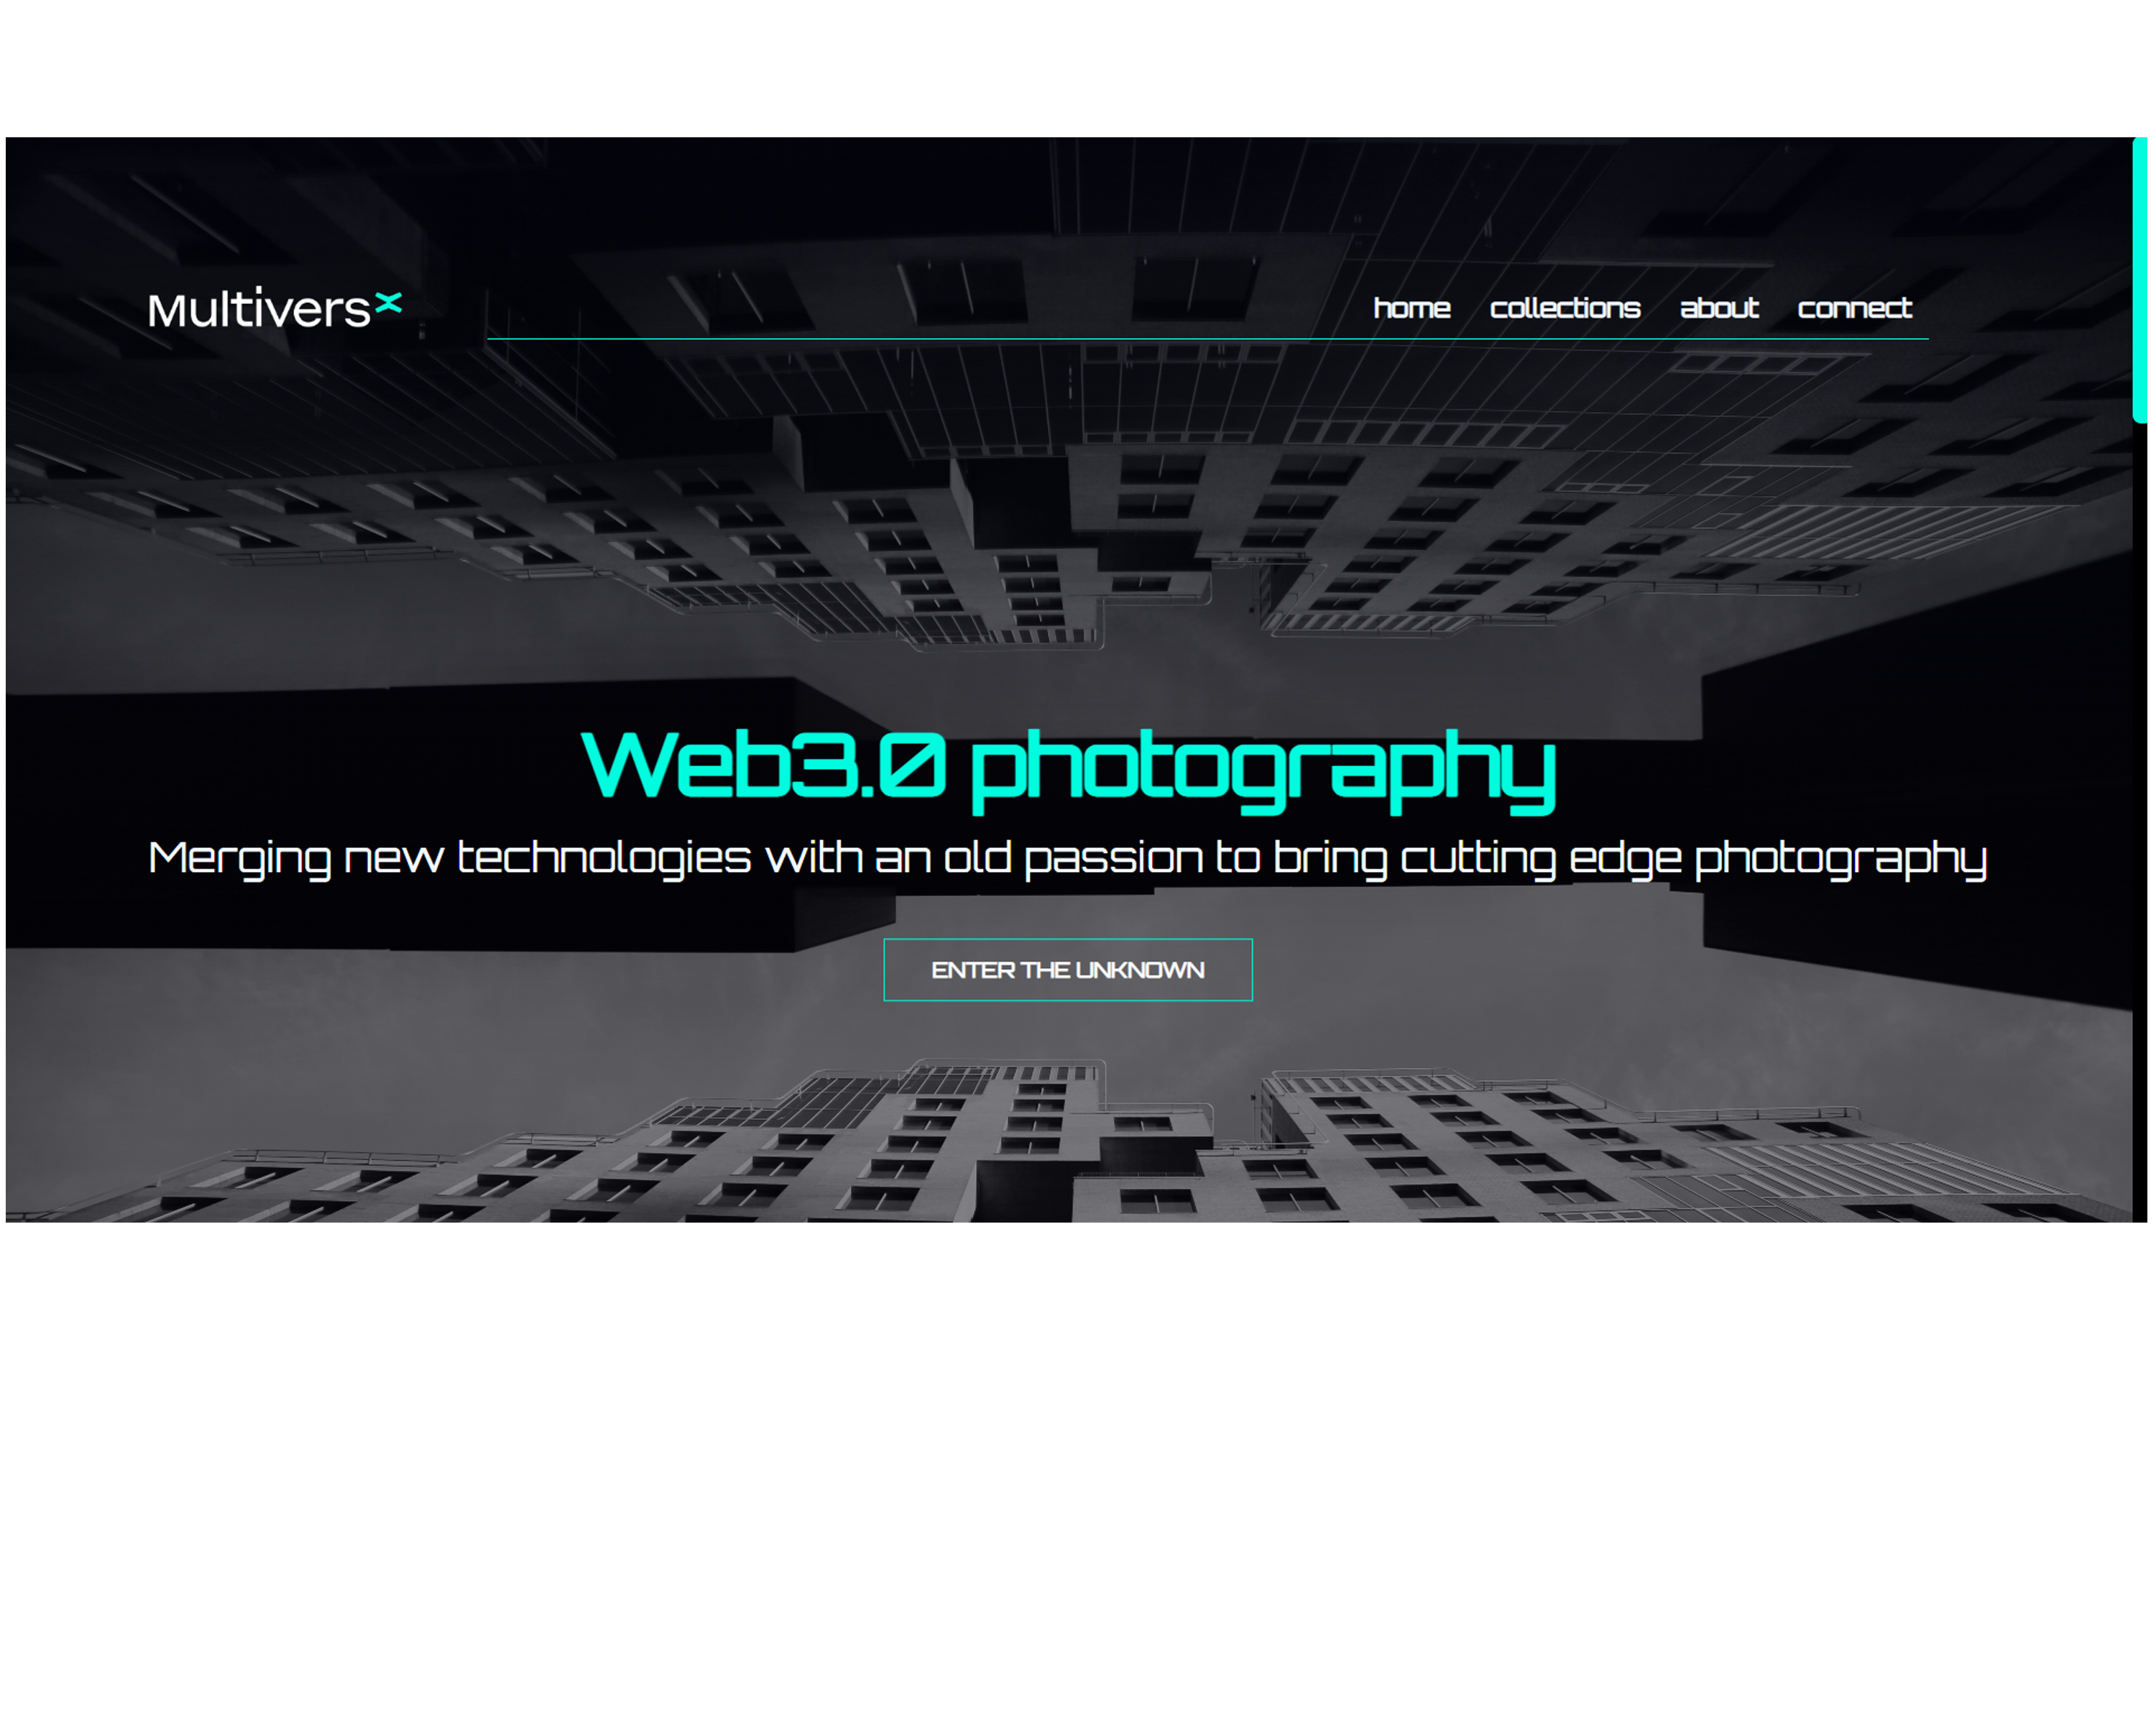 Multiversx
home collections about connect
Web3.0 photography
Merging new technologies with an old passion to bring cutting edge photography
ENTER THE UNKNOWN